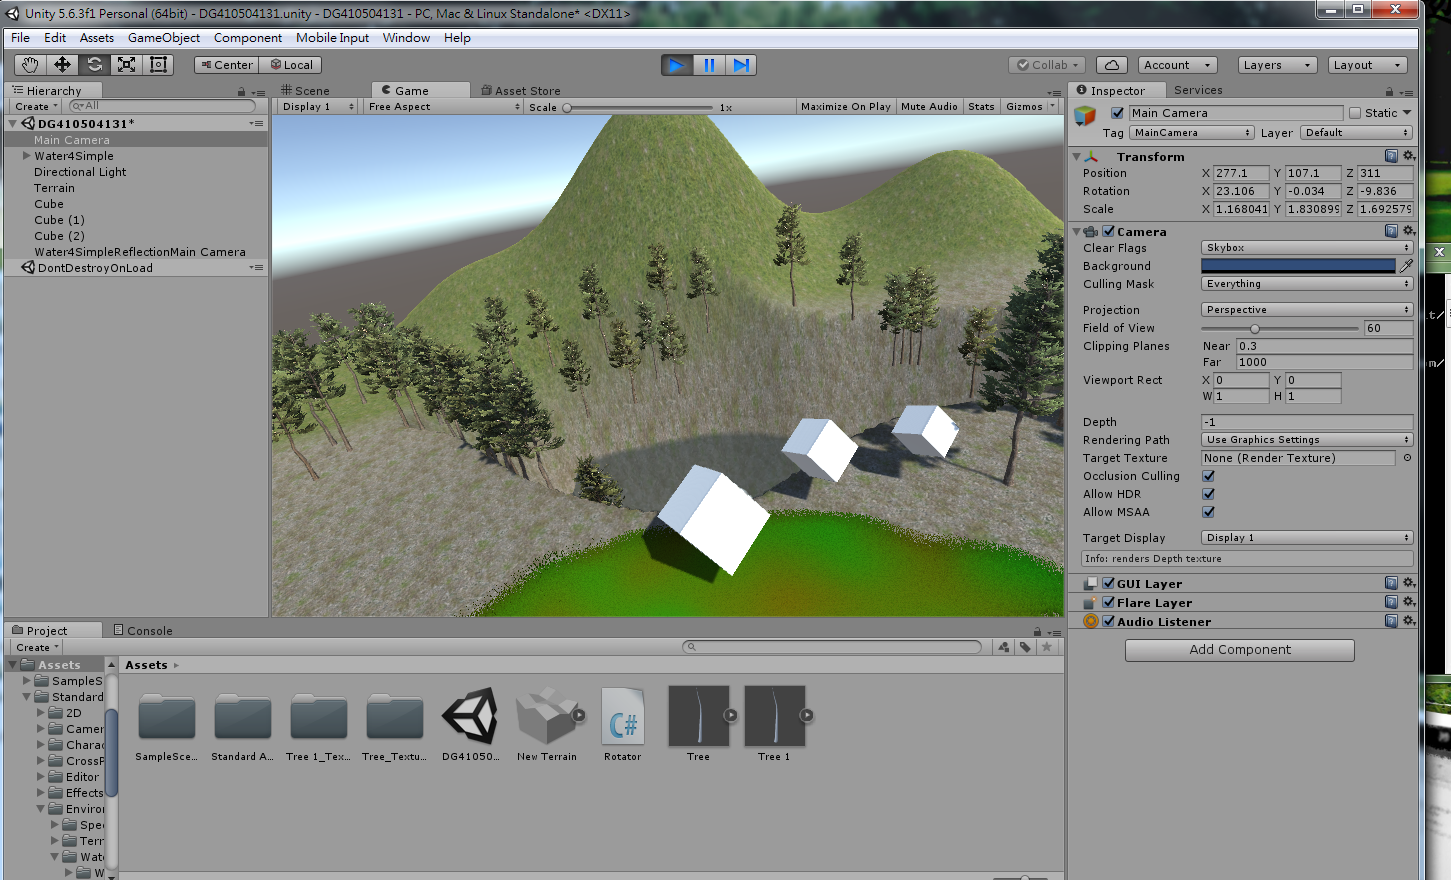 Unity 5.6.3f1 Personal (64bit) - DG410504131.unity - DG410504131 - PC, Mac & Linux Standalone* <DX11>
File Edit Assets GameObject Component Mobile Input Window Help
Center Local Collab Account Layers Layout
Hierarchy
Create All
DG410504131*
Main Camera
Water4Simple
Directional Light
Terrain
Cube
Cube (1)
Cube (2)
Water4SimpleReflectionMain Camera
DontDestroyOnLoad
Scene Game Asset Store
Display 1 Free Aspect Scale 1x Maximize On Play Mute Audio Stats Gizmos
Inspector Services
Main Camera Static
Tag MainCamera Layer Default
Transform
Position X 277.1 Y 107.1 Z 311
Rotation X 23.106 Y -0.034 Z -9.836
Scale X 1.168041 Y 1.830899 Z 1.692579
Camera
Clear Flags Skybox
Background
Culling Mask Everything
Projection Perspective
Field of View 60
Clipping Planes Near 0.3
Far 1000
Viewport Rect X 0 Y 0
W 1 H 1
Depth -1
Rendering Path Use Graphics Settings
Target Texture None (Render Texture)
Occlusion Culling
Allow HDR
Allow MSAA
Target Display Display 1
Info: renders Depth texture
GUI Layer
Flare Layer
Audio Listener
Add Component
Project Console
Create
Assets
SampleS
Standard
2D
Camer
Charac
CrossP
Editor
Effects
Enviro
Spee
Terr
Wate
W
Assets
SampleSce... Standard A... Tree 1_Tex... Tree_Textu... DG41050... New Terrain Rotator Tree Tree 1
C#
t/
m/